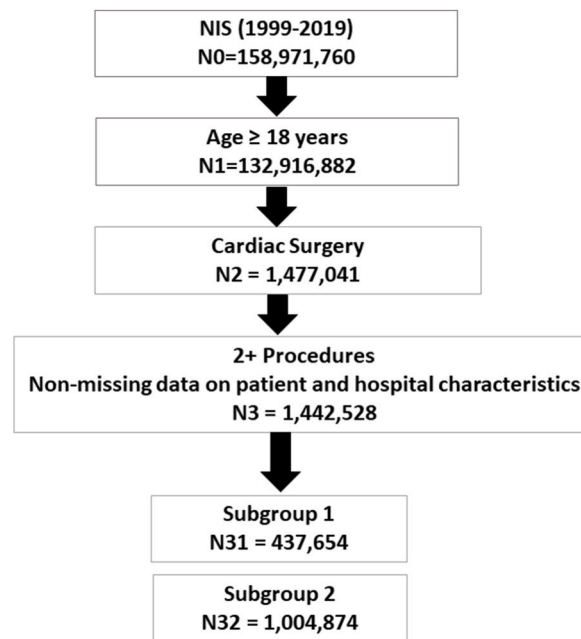 NIS (1999-2019)
N0=158,971,760
Age ≥ 18 years
N1=132,916,882
Cardiac Surgery
N2 = 1,477,041
2+ Procedures
Non-missing data on patient and hospital characteristics
N3 = 1,442,528
Subgroup 1
N31 = 437,654
Subgroup 2
N32 = 1,004,874